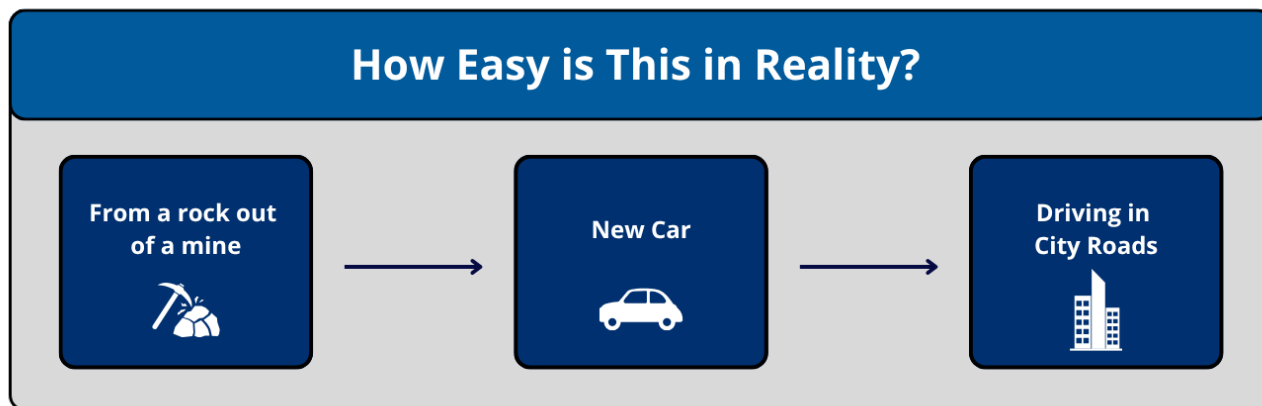 How Easy is This in Reality?
From a rock out
of a mine
New Car
Driving in
City Roads